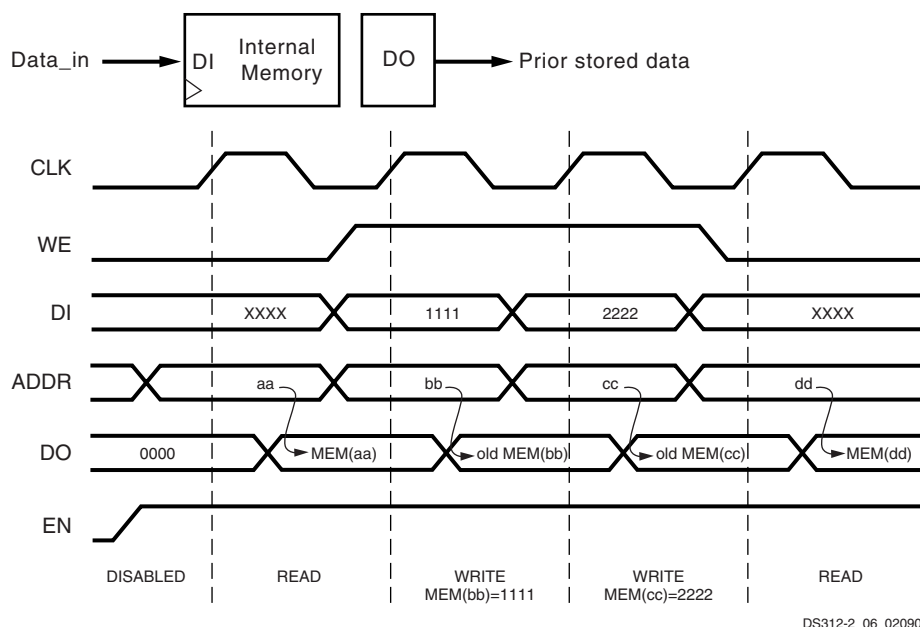 Data_in
DI
Internal
Memory
DO
Prior stored data
CLK
WE
DI XXXX 1111 2222 XXXX
ADDR aa bb cc dd
DO 0000 MEM(aa) old MEM(bb) old MEM(cc) MEM(dd)
EN
DISABLED READ WRITE WRITE READ
MEM(bb)=1111 MEM(cc)=2222
DS312-2_06_02090